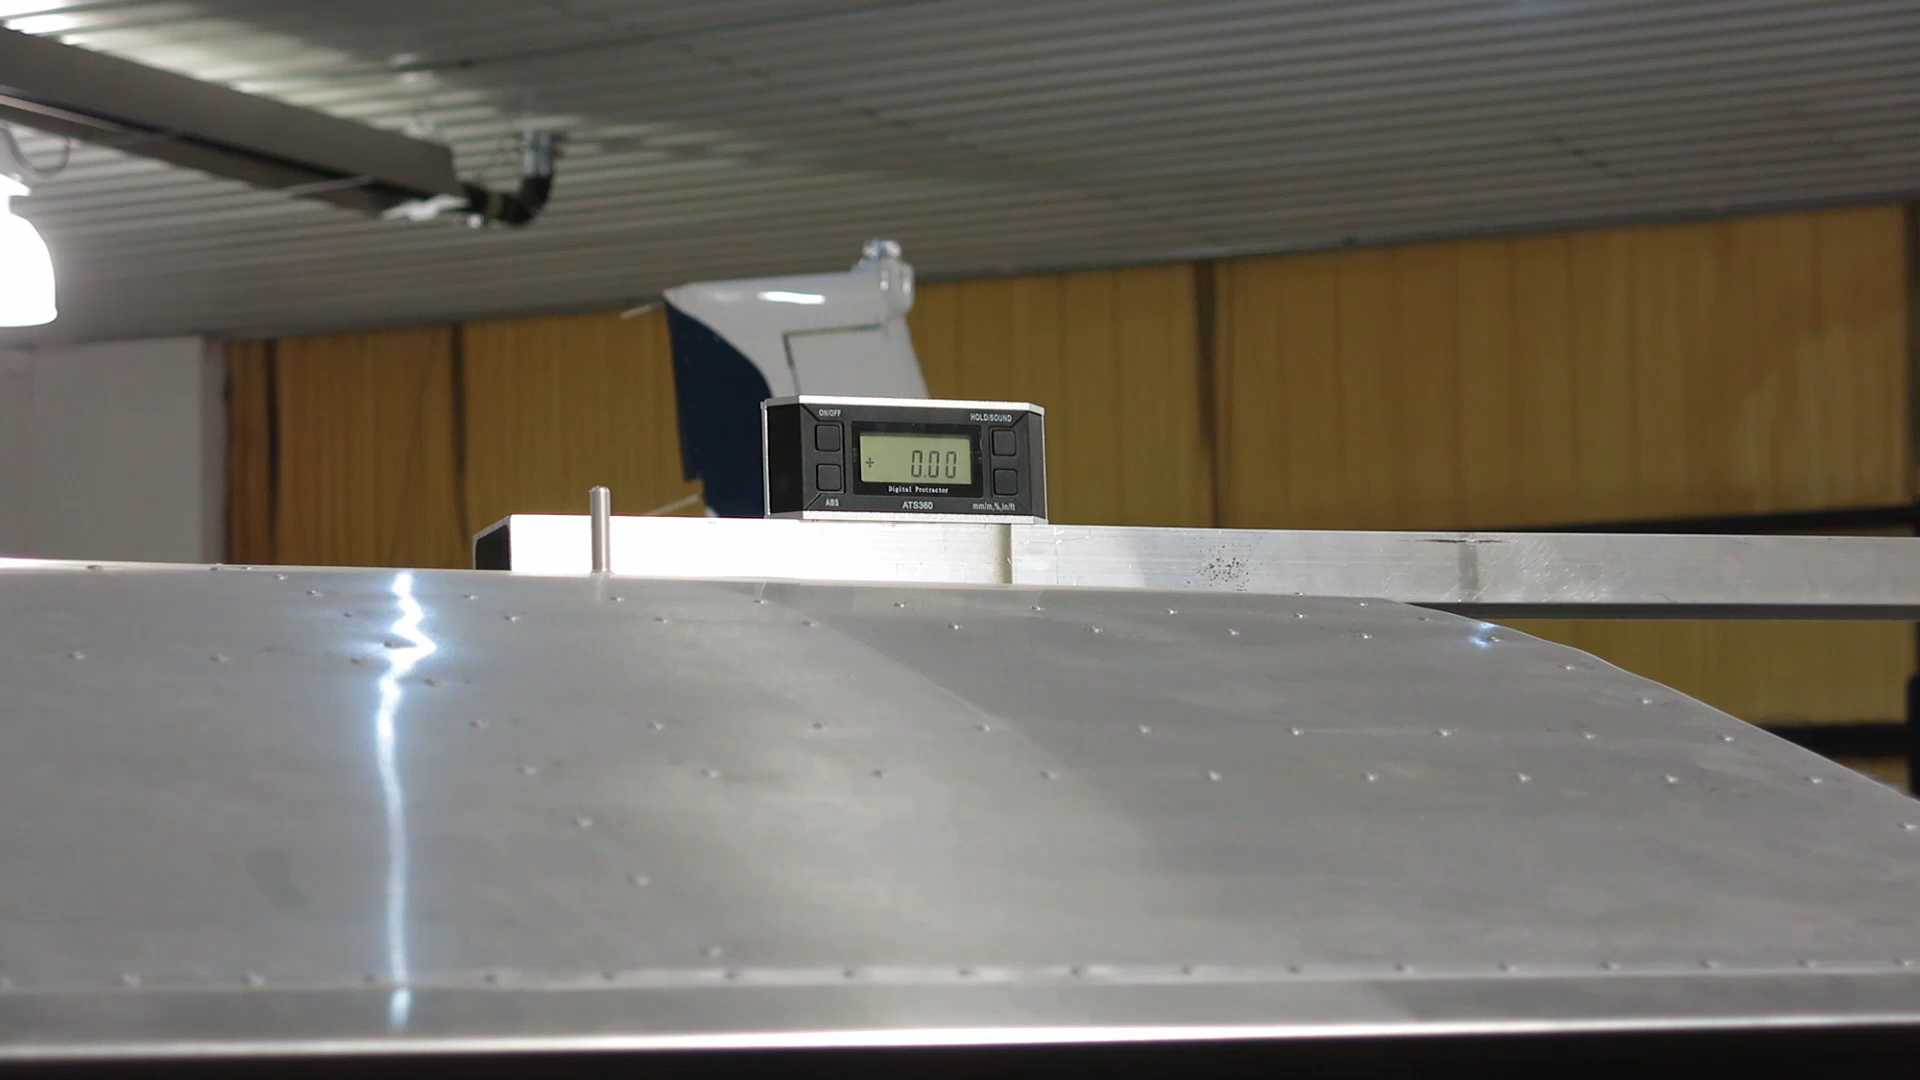 ON/OFF
HOLD/SOUND
÷ 0.00
Digital Protractor
ABS
ATS360
mm/m,%,in/ft